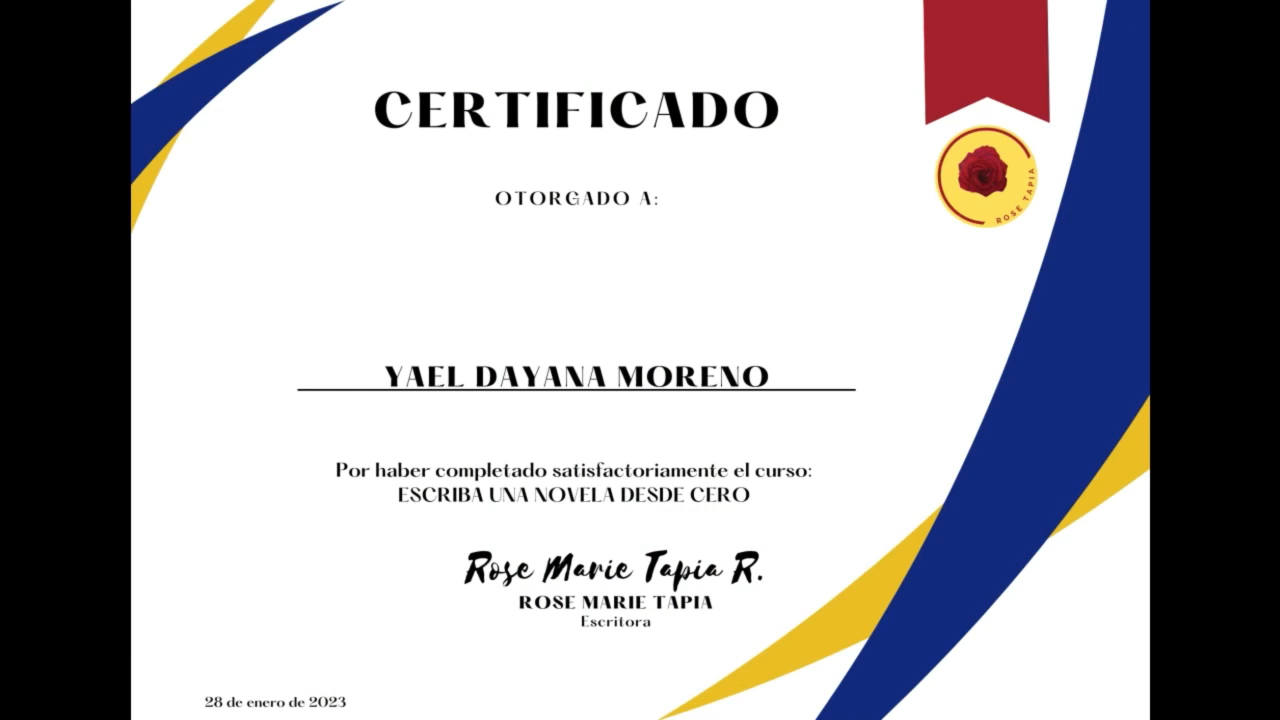 CERTIFICADO
OTORGADO A:
ROSE TAPIA
YAEL DAYANA MORENO
Por haber completado satisfactoriamente el curso:
ESCRIBA UNA NOVELA DESDE CERO
Rose Marie Tapia R.
ROSE MARIE TAPIA
Escritora
28 de enero de 2023